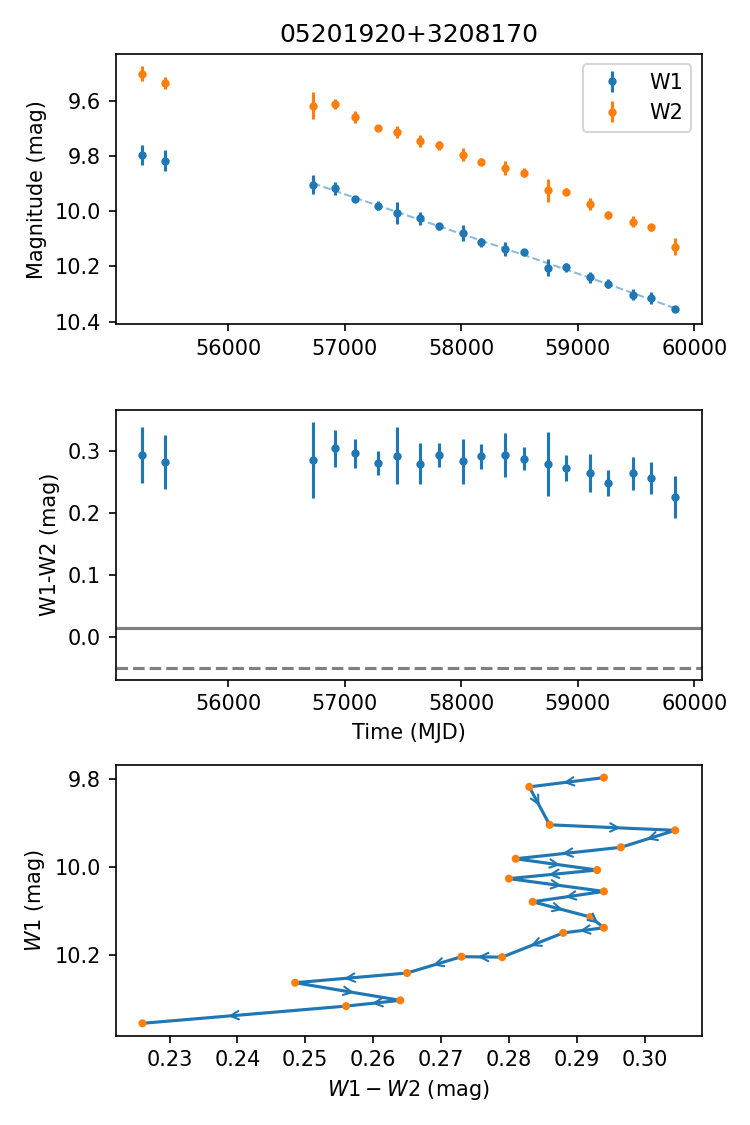 05201920+3208170
W1
W2
Magnitude (mag)
9.6
9.8
10.0
10.2
10.4
56000 57000 58000 59000 60000
W1-W2 (mag)
0.3
0.2
0.1
0.0
56000 57000 58000 59000 60000
Time (MJD)
W1 (mag)
9.8
10.0
10.2
0.23 0.24 0.25 0.26 0.27 0.28 0.29 0.30
W1 − W2 (mag)